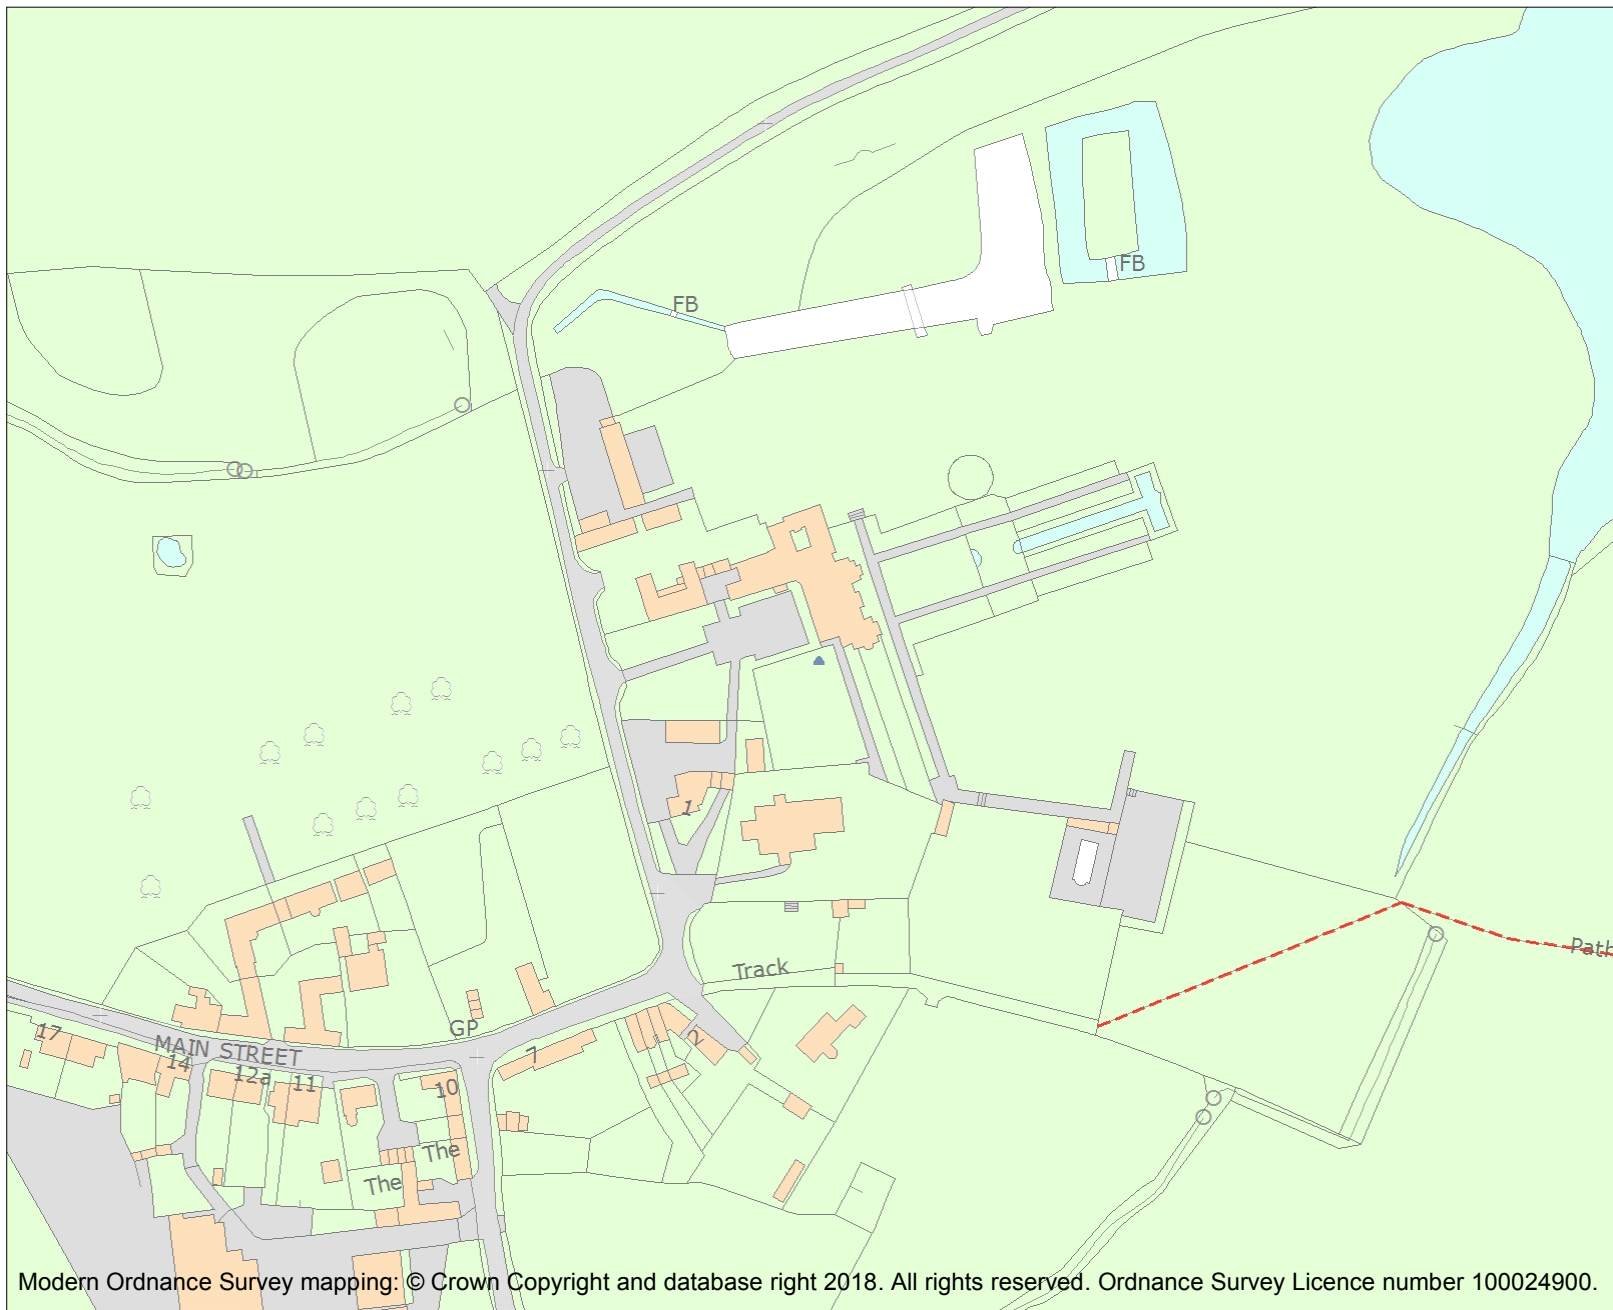 FB
FB
1
Track
Path
GP
17
MAIN STREET
14
12a
11
7
2
10
The
The
Modern Ordnance Survey mapping: © Crown Copyright and database right 2018. All rights reserved. Ordnance Survey Licence number 100024900.